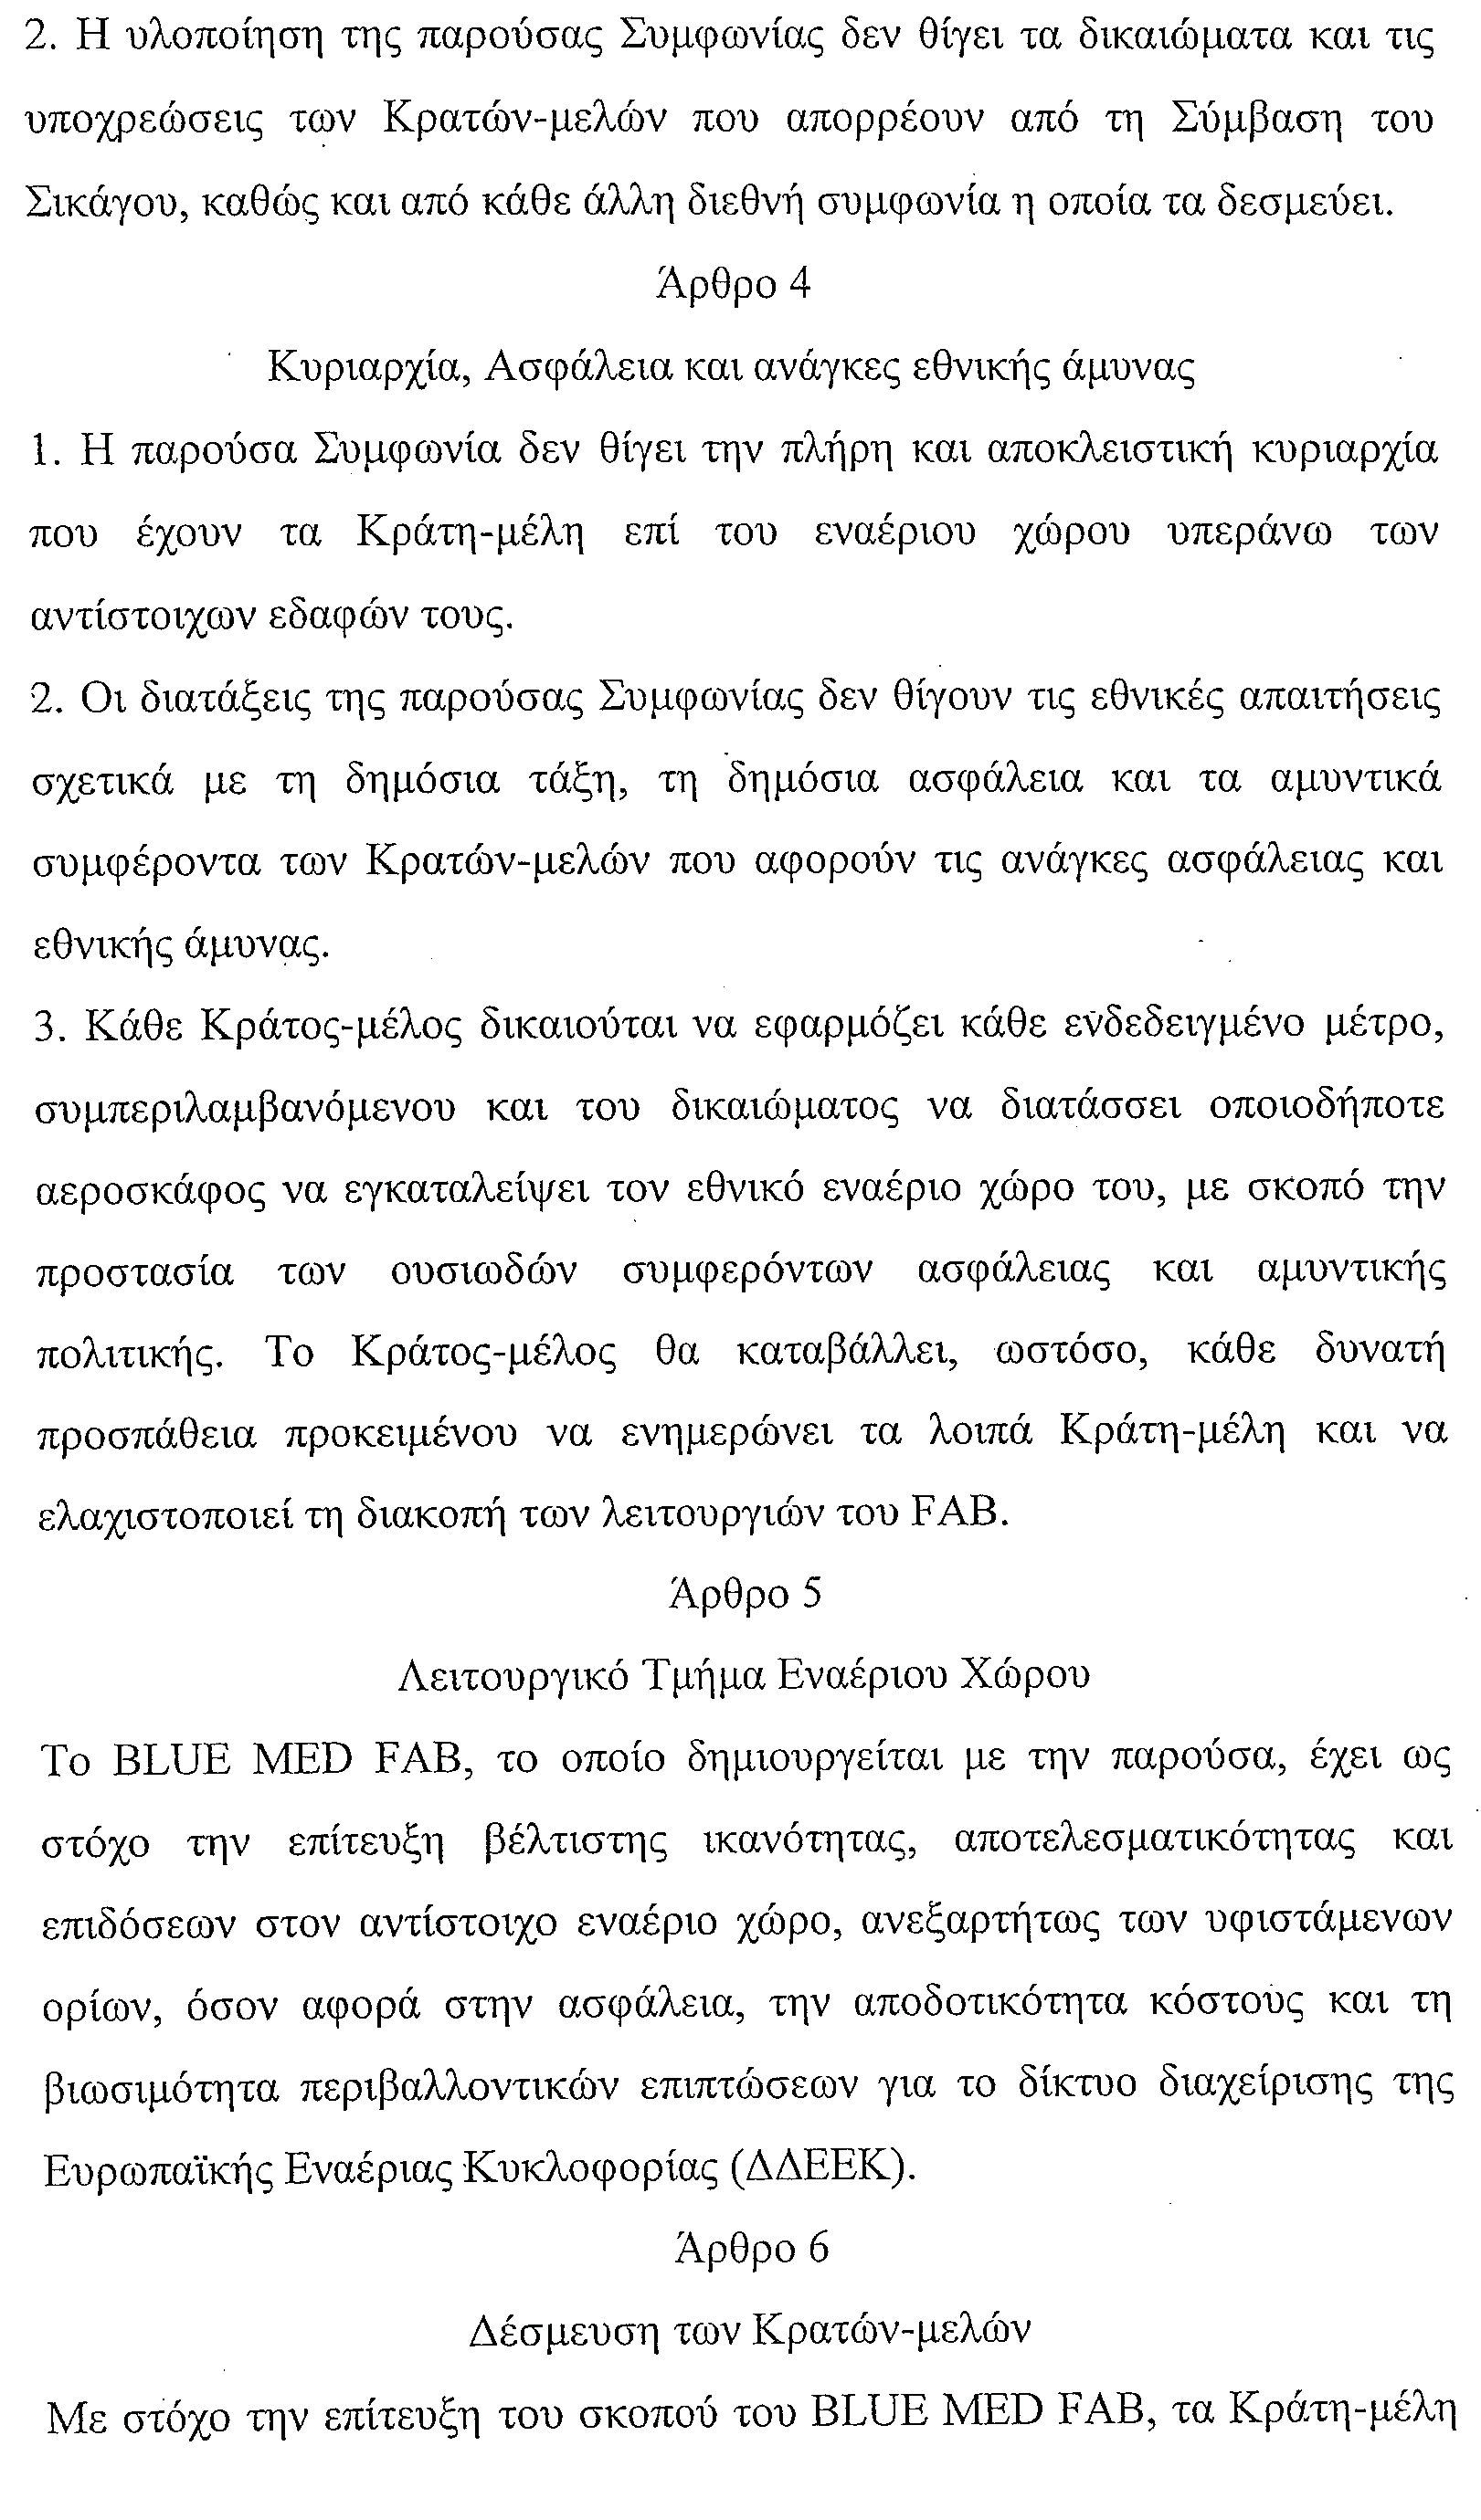 2. Η υλοποίηση της παρούσας Συμφωνίας δεν θίγει τα δικαιώματα και τις
υποχρεώσεις των Κρατών-μελών που απορρέουν από τη Σύμβαση του
Σικάγου, καθώς και από κάθε άλλη διεθνή συμφωνία η οποία τα δεσμεύει.
Άρθρο 4
Κυριαρχία, Ασφάλεια και ανάγκες εθνικής άμυνας
1. Η παρούσα Συμφωνία δεν θίγει την πλήρη και αποκλειστική κυριαρχία
που έχουν τα Κράτη-μέλη επί του εναέριου χώρου υπεράνω των
αντίστοιχων εδαφών τους.
2. Οι διατάξεις της παρούσας Συμφωνίας δεν θίγουν τις εθνικές απαιτήσεις
σχετικά με τη δημόσια τάξη, τη δημόσια ασφάλεια και τα αμυντικά
συμφέροντα των Κρατών-μελών που αφορούν τις ανάγκες ασφάλειας και
εθνικής άμυνας.
3. Κάθε Κράτος-μέλος δικαιούται να εφαρμόζει κάθε ενδεδειγμένο μέτρο,
συμπεριλαμβανόμενου και του δικαιώματος να διατάσσει οποιοδήποτε
αεροσκάφος να εγκαταλείψει τον εθνικό εναέριο χώρο του, με σκοπό την
προστασία των ουσιωδών συμφερόντων ασφάλειας και αμυντικής
πολιτικής. Το Κράτος-μέλος θα καταβάλλει, ωστόσο, κάθε δυνατή
προσπάθεια προκειμένου να ενημερώνει τα λοιπά Κράτη-μέλη και να
ελαχιστοποιεί τη διακοπή των λειτουργιών του FAB.
Άρθρο 5
Λειτουργικό Τμήμα Εναέριου Χώρου
Το BLUE MED FAB, το οποίο δημιουργείται με την παρούσα, έχει ως
στόχο την επίτευξη βέλτιστης ικανότητας, αποτελεσματικότητας και
επιδόσεων στον αντίστοιχο εναέριο χώρο, ανεξαρτήτως των υφιστάμενων
ορίων, όσον αφορά στην ασφάλεια, την αποδοτικότητα κόστους και τη
βιωσιμότητα περιβαλλοντικών επιπτώσεων για το δίκτυο διαχείρισης της
Ευρωπαϊκής Εναέριας Κυκλοφορίας (ΔΔΕΕΚ).
Άρθρο 6
Δέσμευση των Κρατών-μελών
Με στόχο την επίτευξη του σκοπού του BLUE MED FAB, τα Κράτη-μέλη